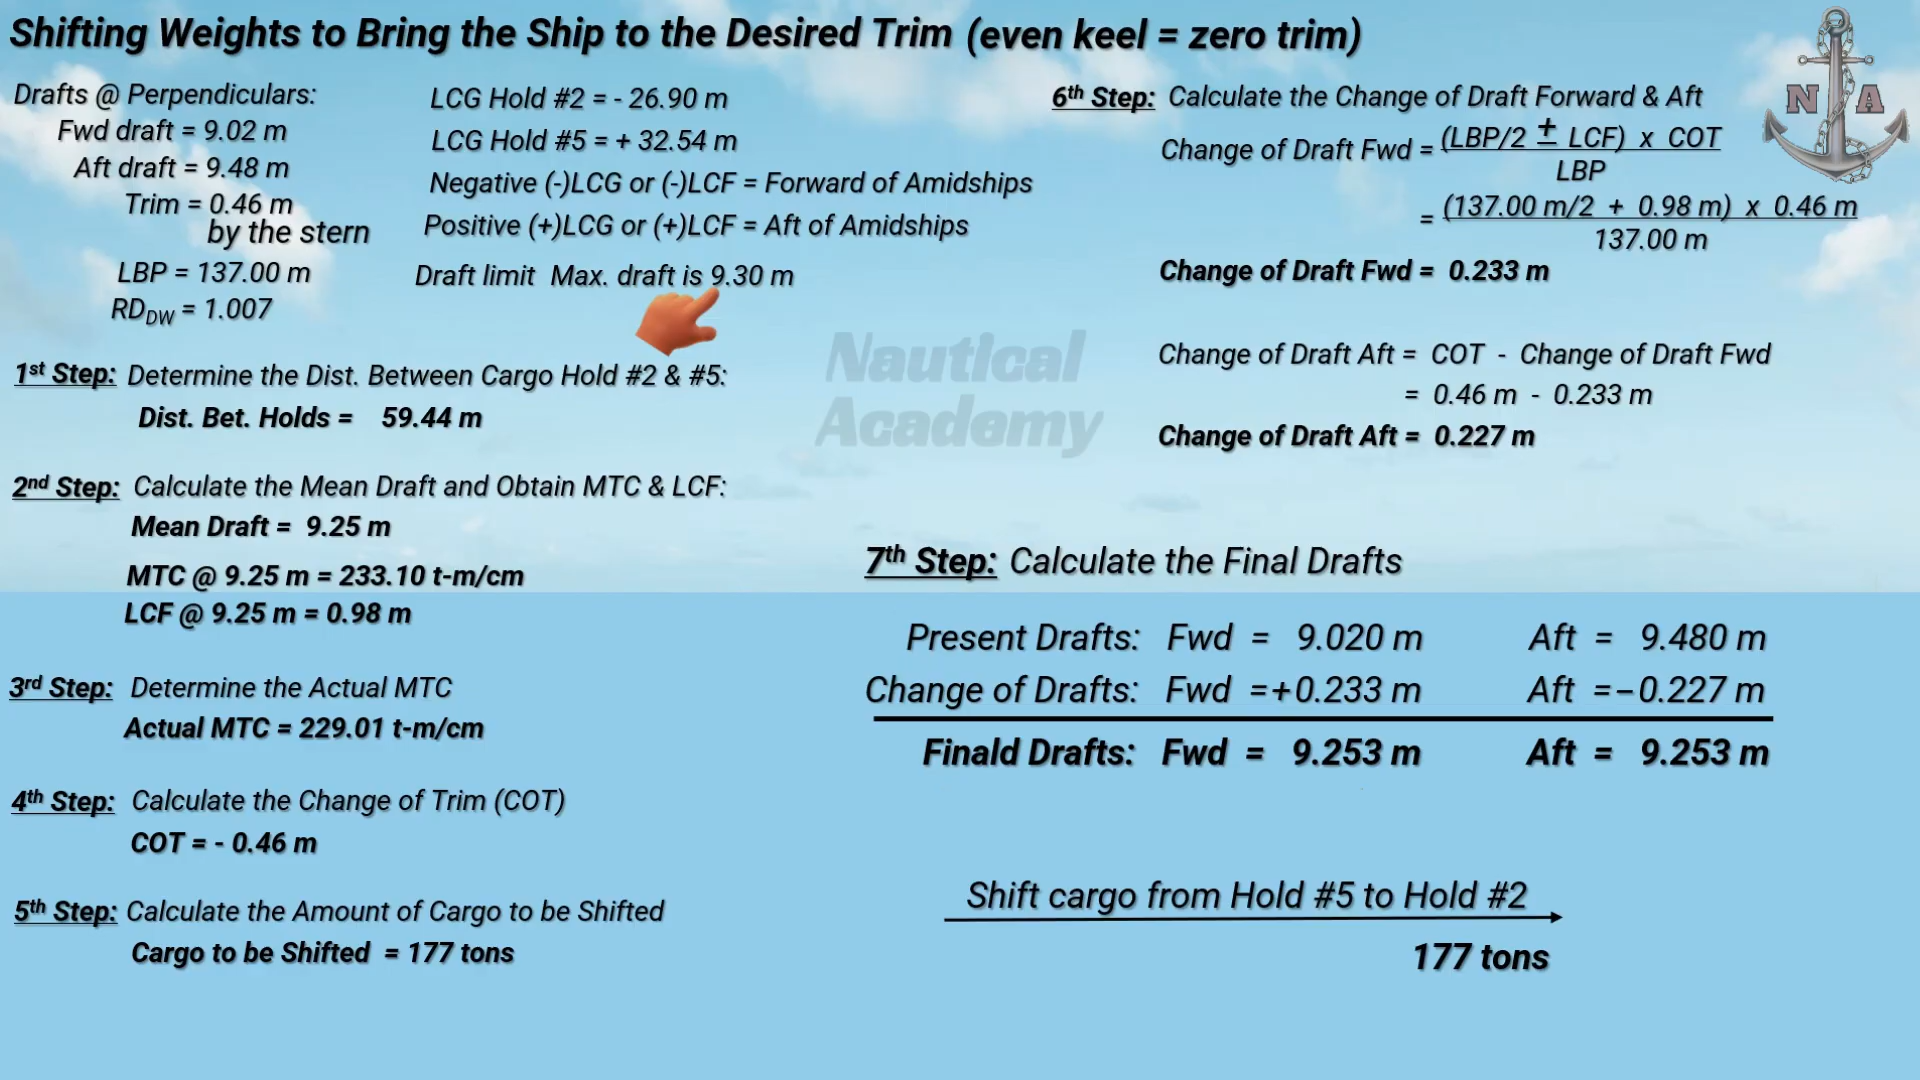 Shifting Weights to Bring the Ship to the Desired Trim (even keel = zero trim)
Drafts @ Perpendiculars:
Fwd draft = 9.02 m
Aft draft = 9.48 m
Trim = 0.46 m
by the stern
LBP = 137.00 m
RDDW = 1.007
LCG Hold #2 = - 26.90 m
LCG Hold #5 = + 32.54 m
Negative (-)LCG or (-)LCF = Forward of Amidships
Positive (+)LCG or (+)LCF = Aft of Amidships
Draft limit Max. draft is 9.30 m
1st Step: Determine the Dist. Between Cargo Hold #2 & #5:
Dist. Bet. Holds = 59.44 m
2nd Step: Calculate the Mean Draft and Obtain MTC & LCF:
Mean Draft = 9.25 m
MTC @ 9.25 m = 233.10 t-m/cm
LCF @ 9.25 m = 0.98 m
3rd Step: Determine the Actual MTC
Actual MTC = 229.01 t-m/cm
4th Step: Calculate the Change of Trim (COT)
COT = - 0.46 m
5th Step: Calculate the Amount of Cargo to be Shifted
Cargo to be Shifted = 177 tons
6th Step: Calculate the Change of Draft Forward & Aft
Change of Draft Fwd = (LBP/2 ± LCF) x COT
LBP
= (137.00 m/2 + 0.98 m) x 0.46 m
137.00 m
Change of Draft Fwd = 0.233 m
Change of Draft Aft = COT - Change of Draft Fwd
= 0.46 m - 0.233 m
Change of Draft Aft = 0.227 m
N A
Nautical
Academy
7th Step: Calculate the Final Drafts
Present Drafts: Fwd = 9.020 m Aft = 9.480 m
Change of Drafts: Fwd =+0.233 m Aft =–0.227 m
Finald Drafts: Fwd = 9.253 m Aft = 9.253 m
Shift cargo from Hold #5 to Hold #2
177 tons